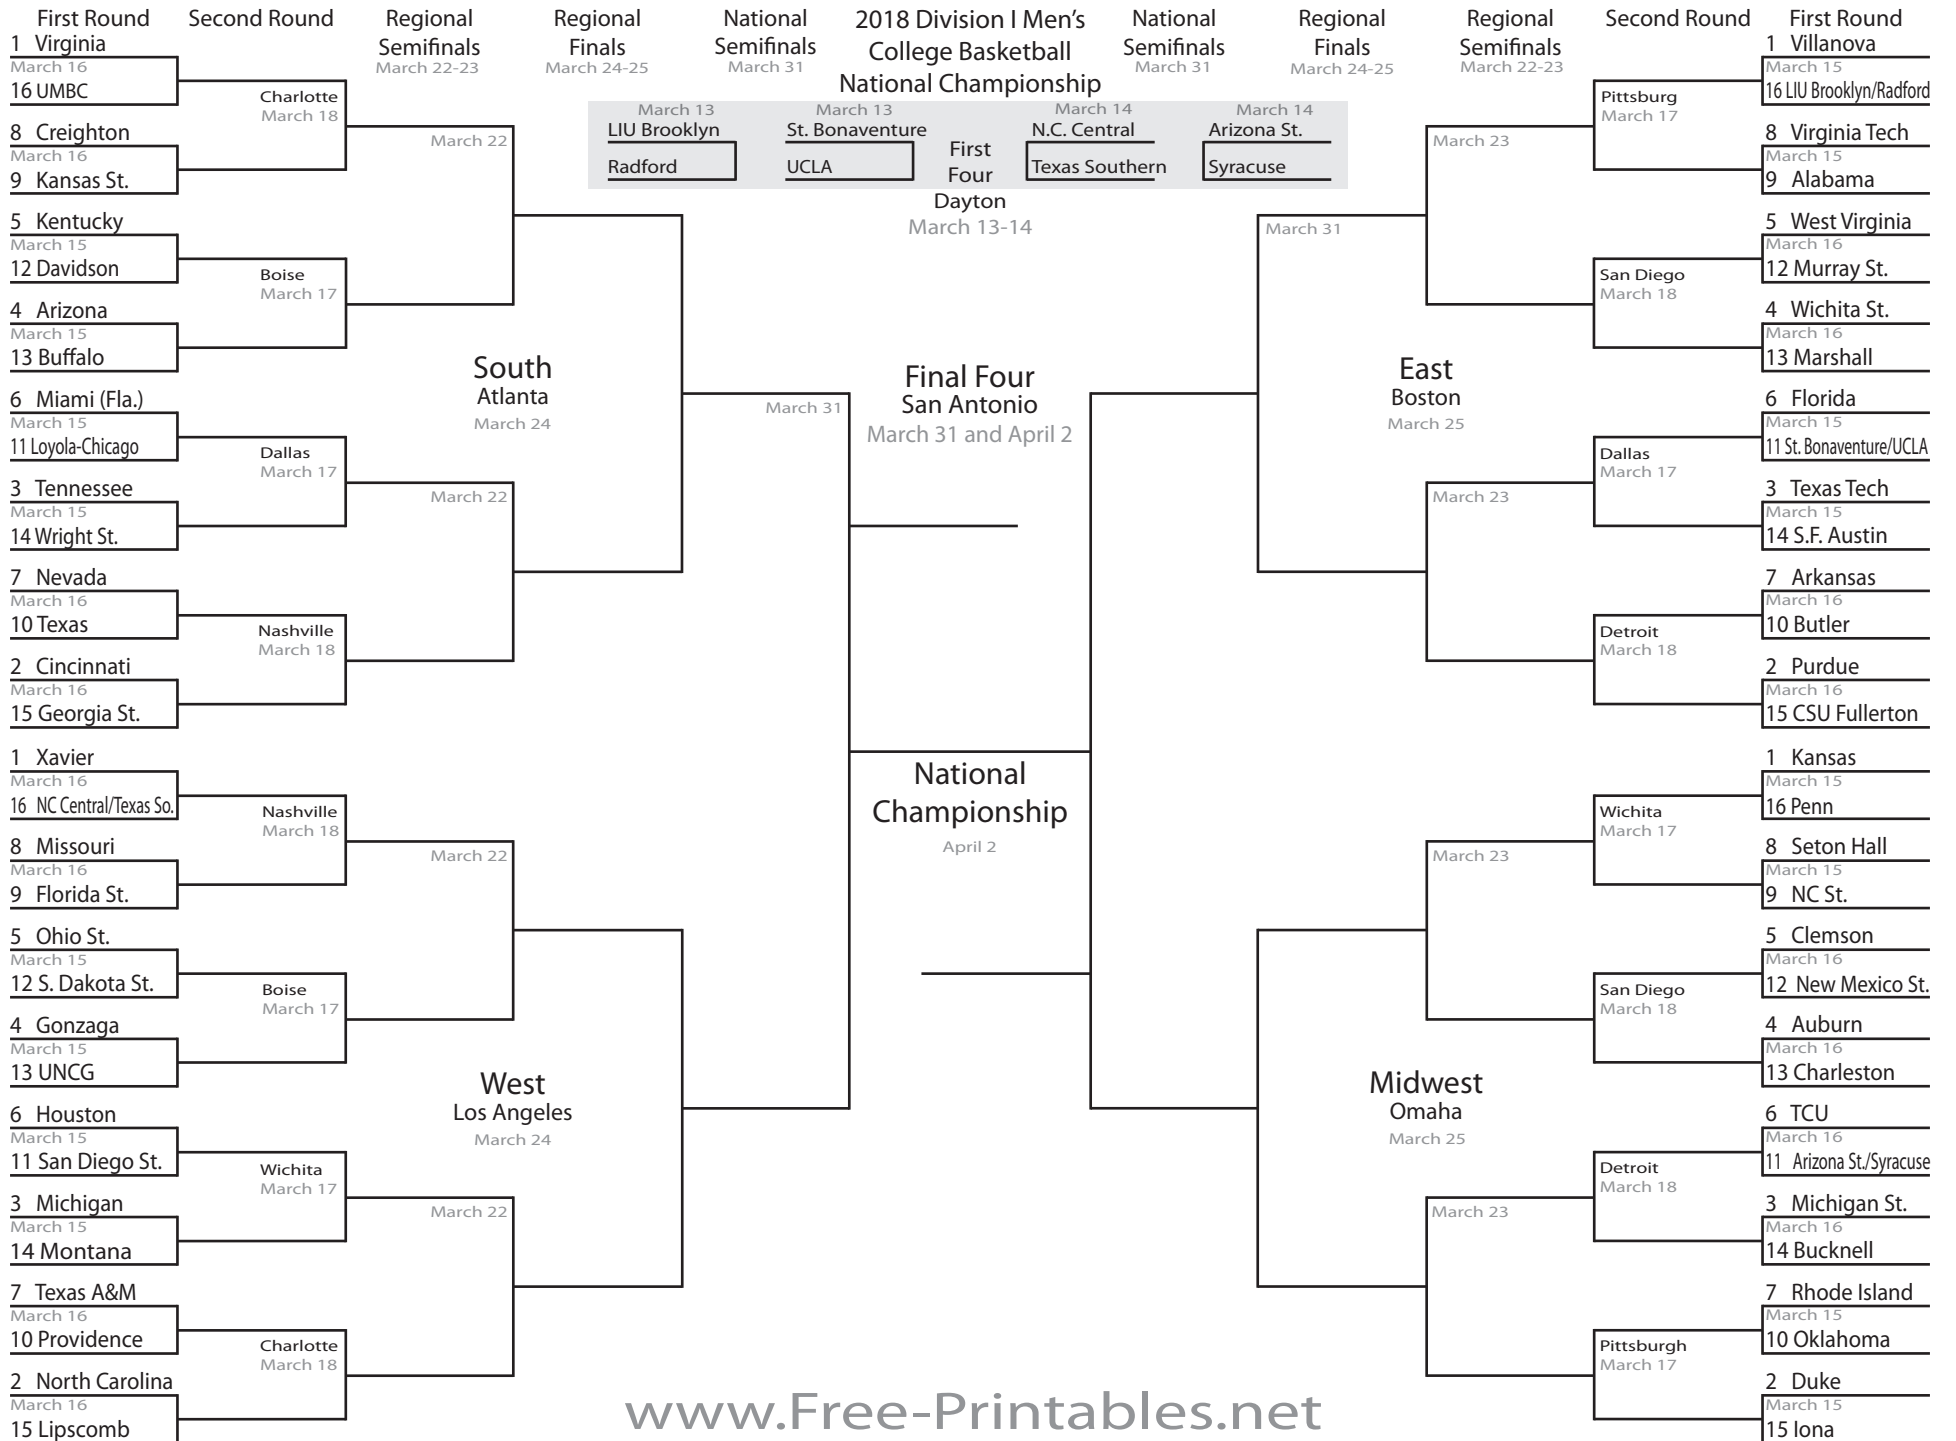 First Round
Second Round
Regional
Semifinals
March 22-23
Regional
Finals
March 24-25
National
Semifinals
March 31
2018 Division I Men's
College Basketball
National Championship
National
Semifinals
March 31
Regional
Finals
March 24-25
Regional
Semifinals
March 22-23
Second Round
First Round
March 13
LIU Brooklyn
Radford
March 13
St. Bonaventure
UCLA
First
Four
Dayton
March 13-14
March 14
N.C. Central
Texas Southern
March 14
Arizona St.
Syracuse
1 Virginia
March 16
16 UMBC
Charlotte
March 18
8 Creighton
March 16
9 Kansas St.
March 22
5 Kentucky
March 15
12 Davidson
Boise
March 17
4 Arizona
March 15
13 Buffalo
South
Atlanta
March 24
6 Miami (Fla.)
March 15
11 Loyola-Chicago
Dallas
March 17
3 Tennessee
March 15
14 Wright St.
March 22
7 Nevada
March 16
10 Texas
Nashville
March 18
2 Cincinnati
March 16
15 Georgia St.
March 31
1 Xavier
March 16
16 NC Central/Texas So.
Nashville
March 18
8 Missouri
March 16
9 Florida St.
March 22
5 Ohio St.
March 15
12 S. Dakota St.
Boise
March 17
4 Gonzaga
March 15
13 UNCG
West
Los Angeles
March 24
6 Houston
March 15
11 San Diego St.
Wichita
March 17
3 Michigan
March 15
14 Montana
March 22
7 Texas A&M
March 16
10 Providence
Charlotte
March 18
2 North Carolina
March 16
15 Lipscomb
Final Four
San Antonio
March 31 and April 2
National
Championship
April 2
1 Villanova
March 15
16 LIU Brooklyn/Radford
Pittsburg
March 17
8 Virginia Tech
March 15
9 Alabama
March 23
March 31
5 West Virginia
March 16
12 Murray St.
San Diego
March 18
4 Wichita St.
March 16
13 Marshall
East
Boston
March 25
6 Florida
March 15
11 St. Bonaventure/UCLA
Dallas
March 17
3 Texas Tech
March 15
14 S.F. Austin
March 23
7 Arkansas
March 16
10 Butler
Detroit
March 18
2 Purdue
March 16
15 CSU Fullerton
1 Kansas
March 15
16 Penn
Wichita
March 17
8 Seton Hall
March 15
9 NC St.
March 23
5 Clemson
March 16
12 New Mexico St.
San Diego
March 18
4 Auburn
March 16
13 Charleston
Midwest
Omaha
March 25
6 TCU
March 16
11 Arizona St./Syracuse
Detroit
March 18
3 Michigan St.
March 16
14 Bucknell
March 23
7 Rhode Island
March 15
10 Oklahoma
Pittsburgh
March 17
2 Duke
March 15
15 Iona
www.Free-Printables.net